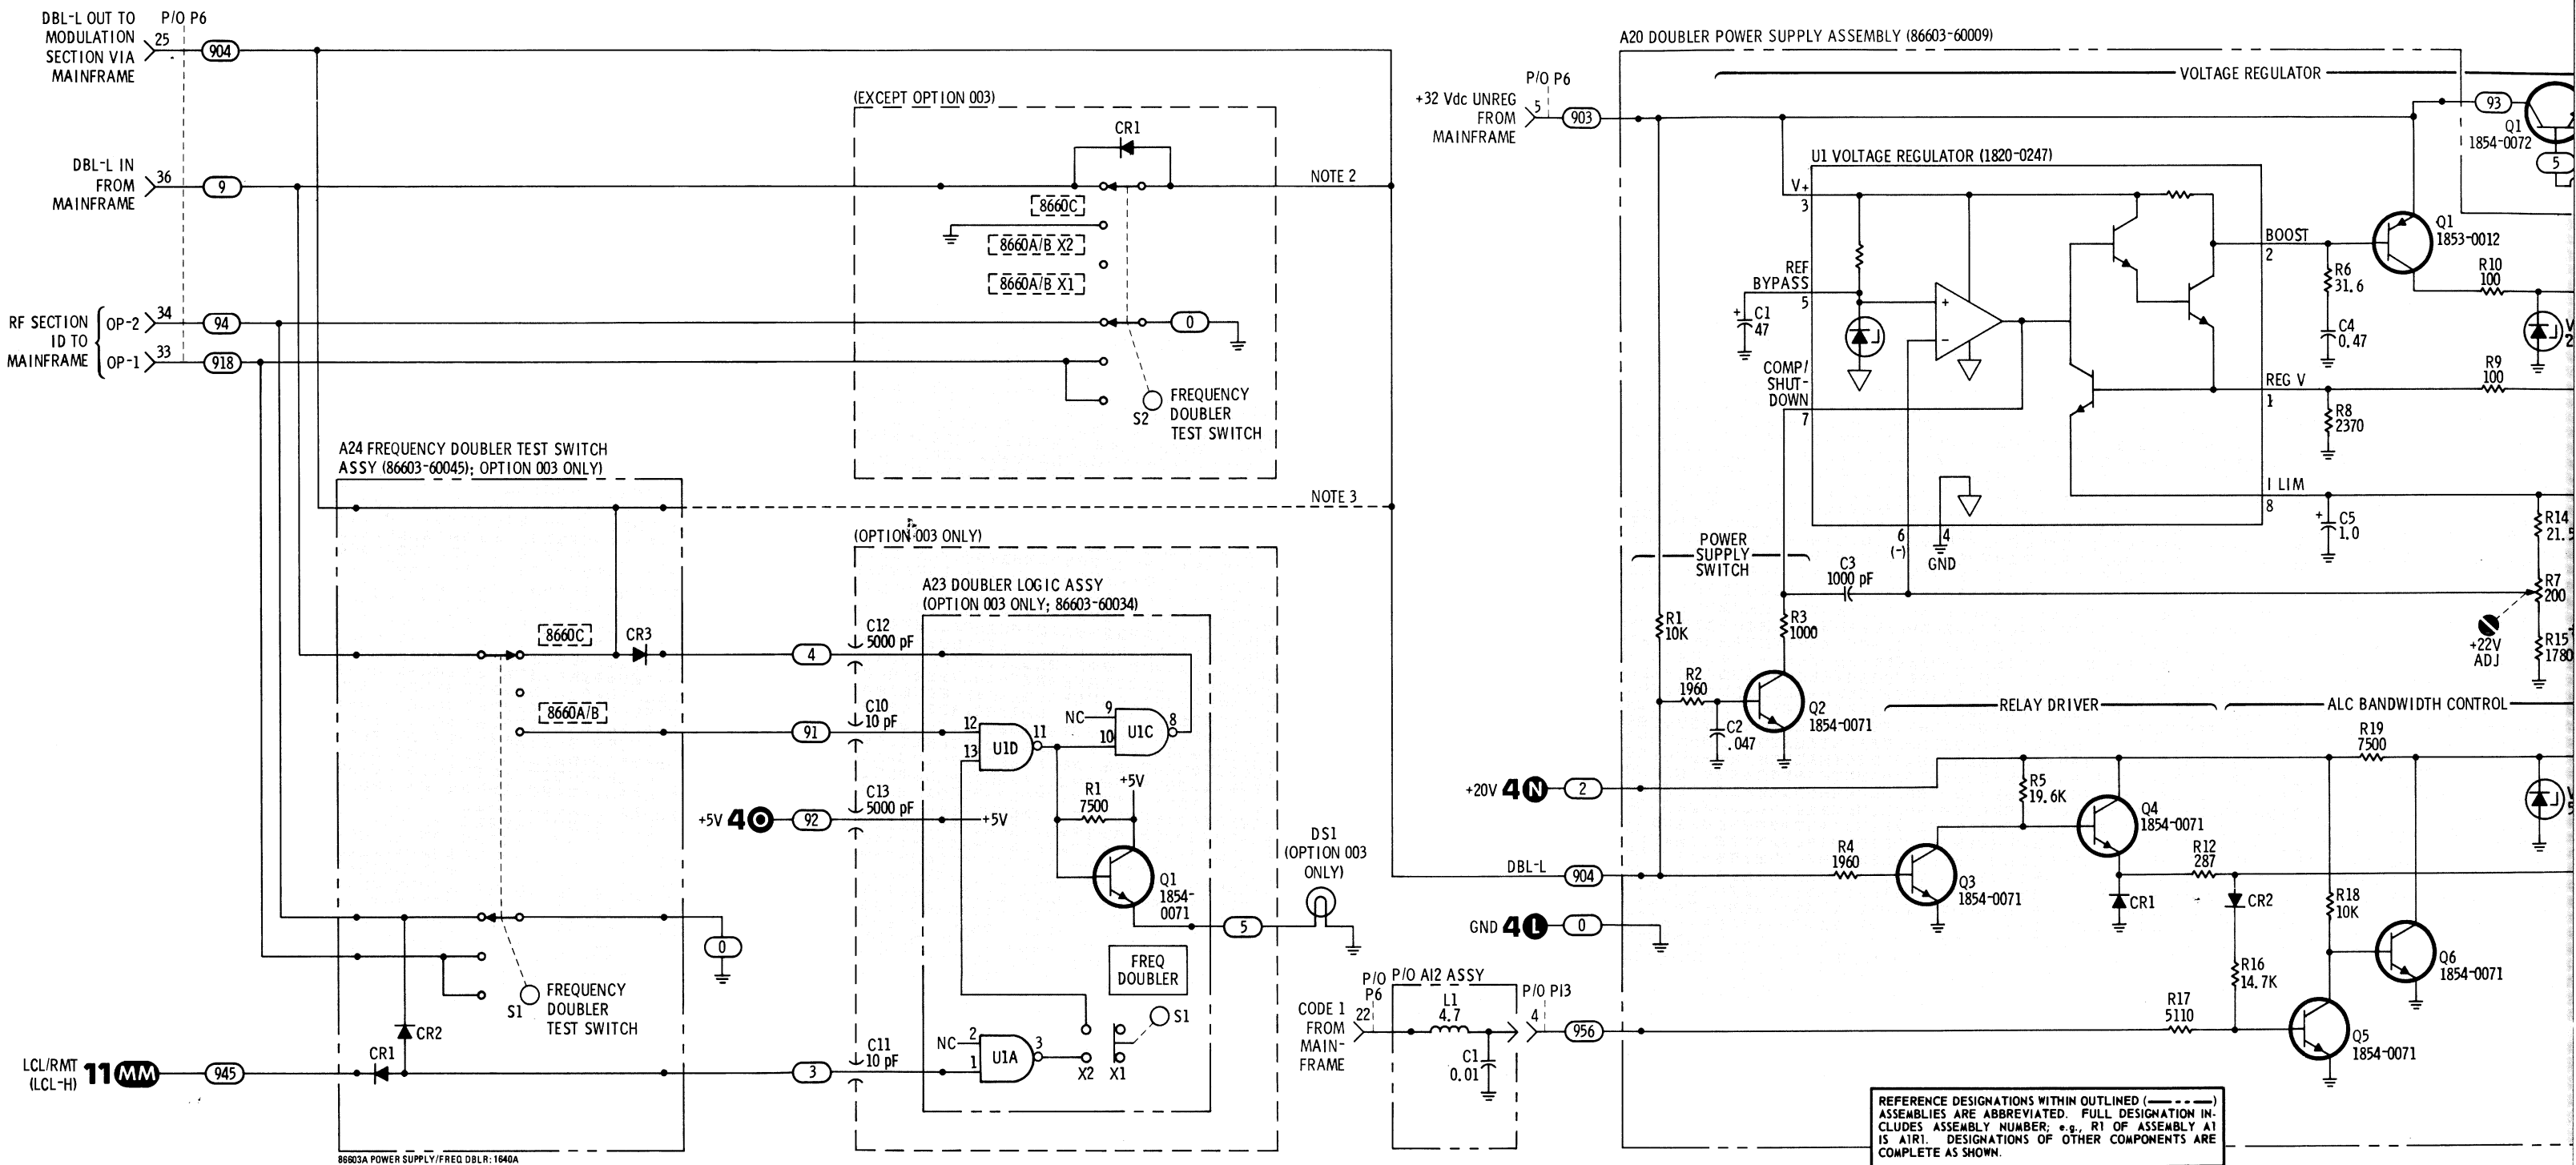 DBL-L OUT TO
MODULATION
SECTION VIA
MAINFRAME
P/O P6
25
904
DBL-L IN
FROM
MAINFRAME
36
9
RF SECTION
ID TO
MAINFRAME
OP-2
34
94
OP-1
33
918
(EXCEPT OPTION 003)
CR1
8660C
8660A/B X2
8660A/B X1
0
S2
FREQUENCY
DOUBLER
TEST SWITCH
NOTE 2
NOTE 3
A24 FREQUENCY DOUBLER TEST SWITCH
ASSY (86603-60045); OPTION 003 ONLY)
8660C
CR3
8660A/B
0
S1
FREQUENCY
DOUBLER
TEST SWITCH
CR2
CR1
LCL/RMT
(LCL-H)
11 MM
945
86603A POWER SUPPLY/FREQ DBLR: 1640A
(OPTION 003 ONLY)
A23 DOUBLER LOGIC ASSY
(OPTION 003 ONLY; 86603-60034)
4
C12
5000 pF
91
C10
10 pF
12
13
U1D
11
NC
9
10
U1C
8
+5V 4 O
92
C13
5000 pF
+5V
R1
7500
+5V
Q1
1854-
0071
5
DS1
(OPTION 003
ONLY)
FREQ
DOUBLER
S1
3
C11
10 pF
NC
2
1
U1A
3
X2
X1
A20 DOUBLER POWER SUPPLY ASSEMBLY (86603-60009)
VOLTAGE REGULATOR
P/O P6
+32 Vdc UNREG
FROM
MAINFRAME
5
903
93
Q1
1854-0072
5
U1 VOLTAGE REGULATOR (1820-0247)
V+
3
REF
BYPASS
5
+
C1
47
COMP/
SHUT-
DOWN
7
+
-
BOOST
2
Q1
1853-0012
R6
31.6
C4
0.47
R10
100
R9
100
REG V
1
R8
2370
I LIM
8
+
C5
1.0
R14
21.5
R7
200
+22V
ADJ
R15
1780
6
(-)
4
GND
POWER
SUPPLY
SWITCH
C3
1000 pF
R1
10K
R3
1000
R2
1960
C2
.047
Q2
1854-0071
RELAY DRIVER
ALC BANDWIDTH CONTROL
R19
7500
+20V 4 N
2
R5
19.6K
Q4
1854-0071
DBL-L
904
R4
1960
Q3
1854-0071
R12
287
CR1
CR2
R18
10K
Q6
1854-0071
GND 4 L
0
P/O
P6
P/O A12 ASSY
P/O P13
CODE 1
FROM
MAIN-
FRAME
22
L1
4.7
C1
0.01
4
956
R16
14.7K
R17
5110
Q5
1854-0071
REFERENCE DESIGNATIONS WITHIN OUTLINED (— - - —)
ASSEMBLIES ARE ABBREVIATED. FULL DESIGNATION IN-
CLUDES ASSEMBLY NUMBER; e.g., R1 OF ASSEMBLY A1
IS A1R1. DESIGNATIONS OF OTHER COMPONENTS ARE
COMPLETE AS SHOWN.